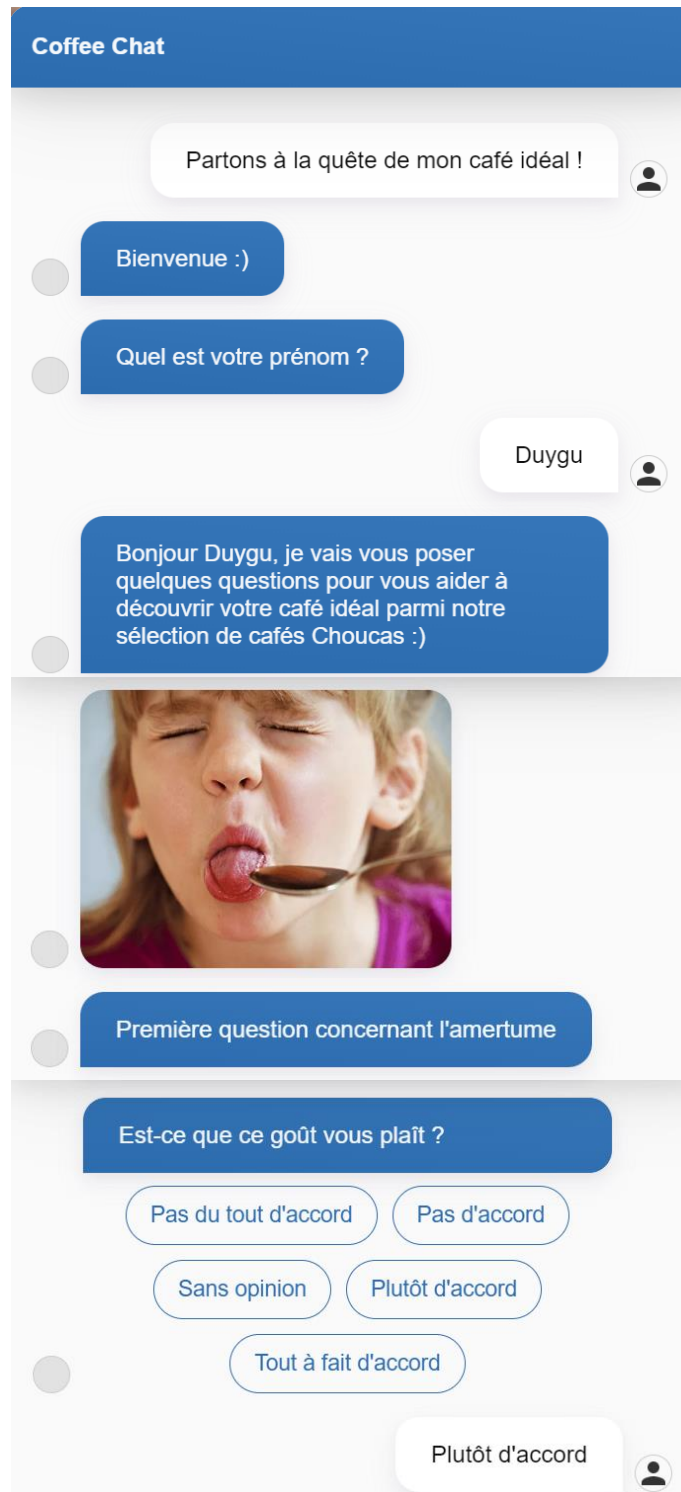 Coffee Chat
Partons à la quête de mon café idéal !
Bienvenue :)
Quel est votre prénom ?
Duygu
Bonjour Duygu, je vais vous poser
quelques questions pour vous aider à
découvrir votre café idéal parmi notre
sélection de cafés Choucas :)
Première question concernant l'amertume
Est-ce que ce goût vous plaît ?
Pas du tout d'accord
Pas d'accord
Sans opinion
Plutôt d'accord
Tout à fait d'accord
Plutôt d'accord